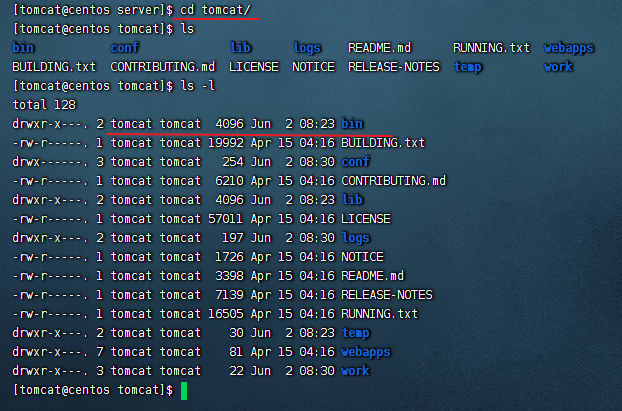 [tomcat@centos server]$ cd tomcat/
[tomcat@centos tomcat]$ ls
bin conf lib logs README.md RUNNING.txt webapps
BUILDING.txt CONTRIBUTING.md LICENSE NOTICE RELEASE-NOTES temp work
[tomcat@centos tomcat]$ ls -l
total 128
drwxr-x---. 2 tomcat tomcat 4096 Jun 2 08:23 bin
-rw-r-----. 1 tomcat tomcat 19992 Apr 15 04:16 BUILDING.txt
drwx------. 3 tomcat tomcat 254 Jun 2 08:30 conf
-rw-r-----. 1 tomcat tomcat 6210 Apr 15 04:16 CONTRIBUTING.md
drwxr-x---. 2 tomcat tomcat 4096 Jun 2 08:23 lib
-rw-r-----. 1 tomcat tomcat 57011 Apr 15 04:16 LICENSE
drwxr-x---. 2 tomcat tomcat 197 Jun 2 08:30 logs
-rw-r-----. 1 tomcat tomcat 1726 Apr 15 04:16 NOTICE
-rw-r-----. 1 tomcat tomcat 3398 Apr 15 04:16 README.md
-rw-r-----. 1 tomcat tomcat 7139 Apr 15 04:16 RELEASE-NOTES
-rw-r-----. 1 tomcat tomcat 16505 Apr 15 04:16 RUNNING.txt
drwxr-x---. 2 tomcat tomcat 30 Jun 2 08:23 temp
drwxr-x---. 7 tomcat tomcat 81 Apr 15 04:16 webapps
drwxr-x---. 3 tomcat tomcat 22 Jun 2 08:30 work
[tomcat@centos tomcat]$